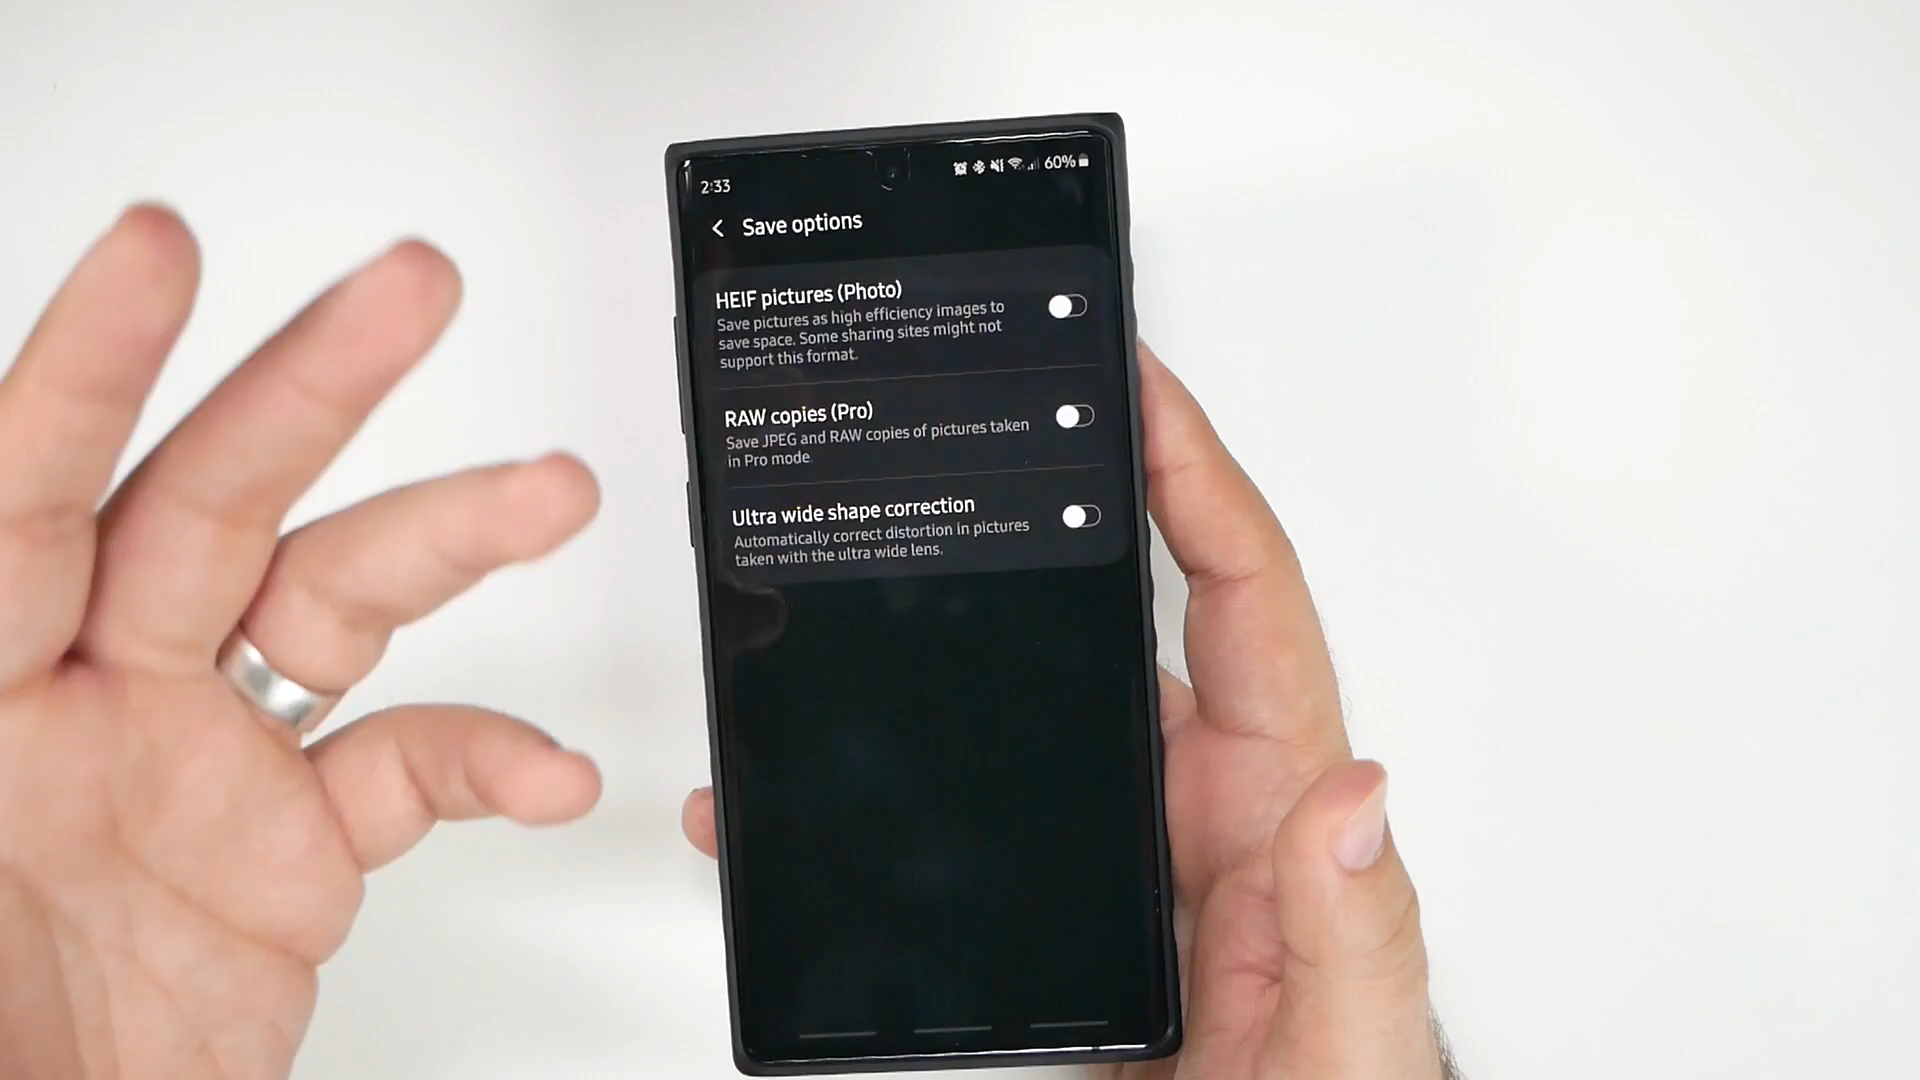 2:33
60%
Save options
HEIF pictures (Photo)
Save pictures as high efficiency images to
save space. Some sharing sites might not
support this format.
RAW copies (Pro)
Save JPEG and RAW copies of pictures taken
in Pro mode.
Ultra wide shape correction
Automatically correct distortion in pictures
taken with the ultra wide lens.